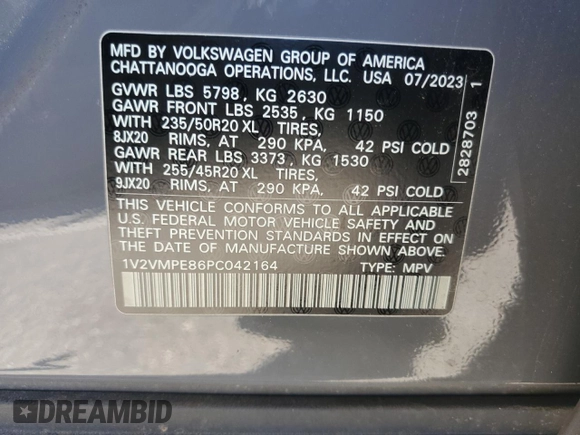 MFD BY VOLKSWAGEN GROUP OF AMERICA
CHATTANOOGA OPERATIONS, LLC. USA 07/2023
GVWR LBS 5798, KG 2630
GAWR FRONT LBS 2535, KG 1150
WITH 235/50R20 XL TIRES,
8JX20 RIMS, AT 290 KPA, 42 PSI COLD
GAWR REAR LBS 3373, KG 1530
WITH 255/45R20 XL TIRES,
9JX20 RIMS, AT 290 KPA, 42 PSI COLD
THIS VEHICLE CONFORMS TO ALL APPLICABLE
U.S. FEDERAL MOTOR VEHICLE SAFETY AND
THEFT PREVENTION STANDARDS IN EFFECT ON
THE DATE OF MANUFACTURE SHOWN ABOVE.
1V2VMPE86PC042164 TYPE: MPV
2828703 1
DREAMBID